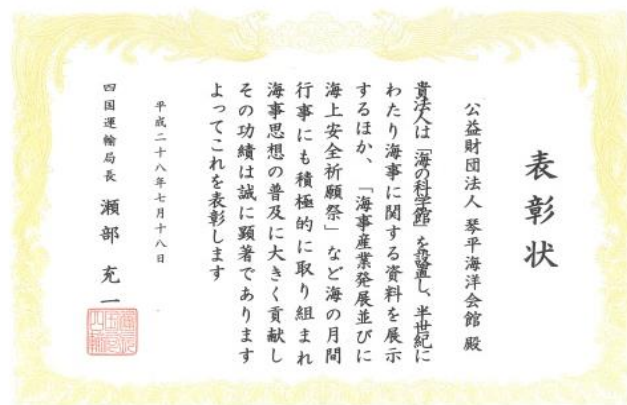 表彰状
公益財団法人 琴平海洋会館 殿
貴法人は「海の科学館」を設置し、半世紀に
わたり海事に関する資料を展示
するほか、「海事産業発展並びに
海上安全祈願祭」など海の月間
行事にも積極的に取り組まれ
海事思想の普及に大きく貢献し
その功績は誠に顕著であります
よってこれを表彰します
平成二十八年七月十八日
四国運輸局長 瀬部 充一